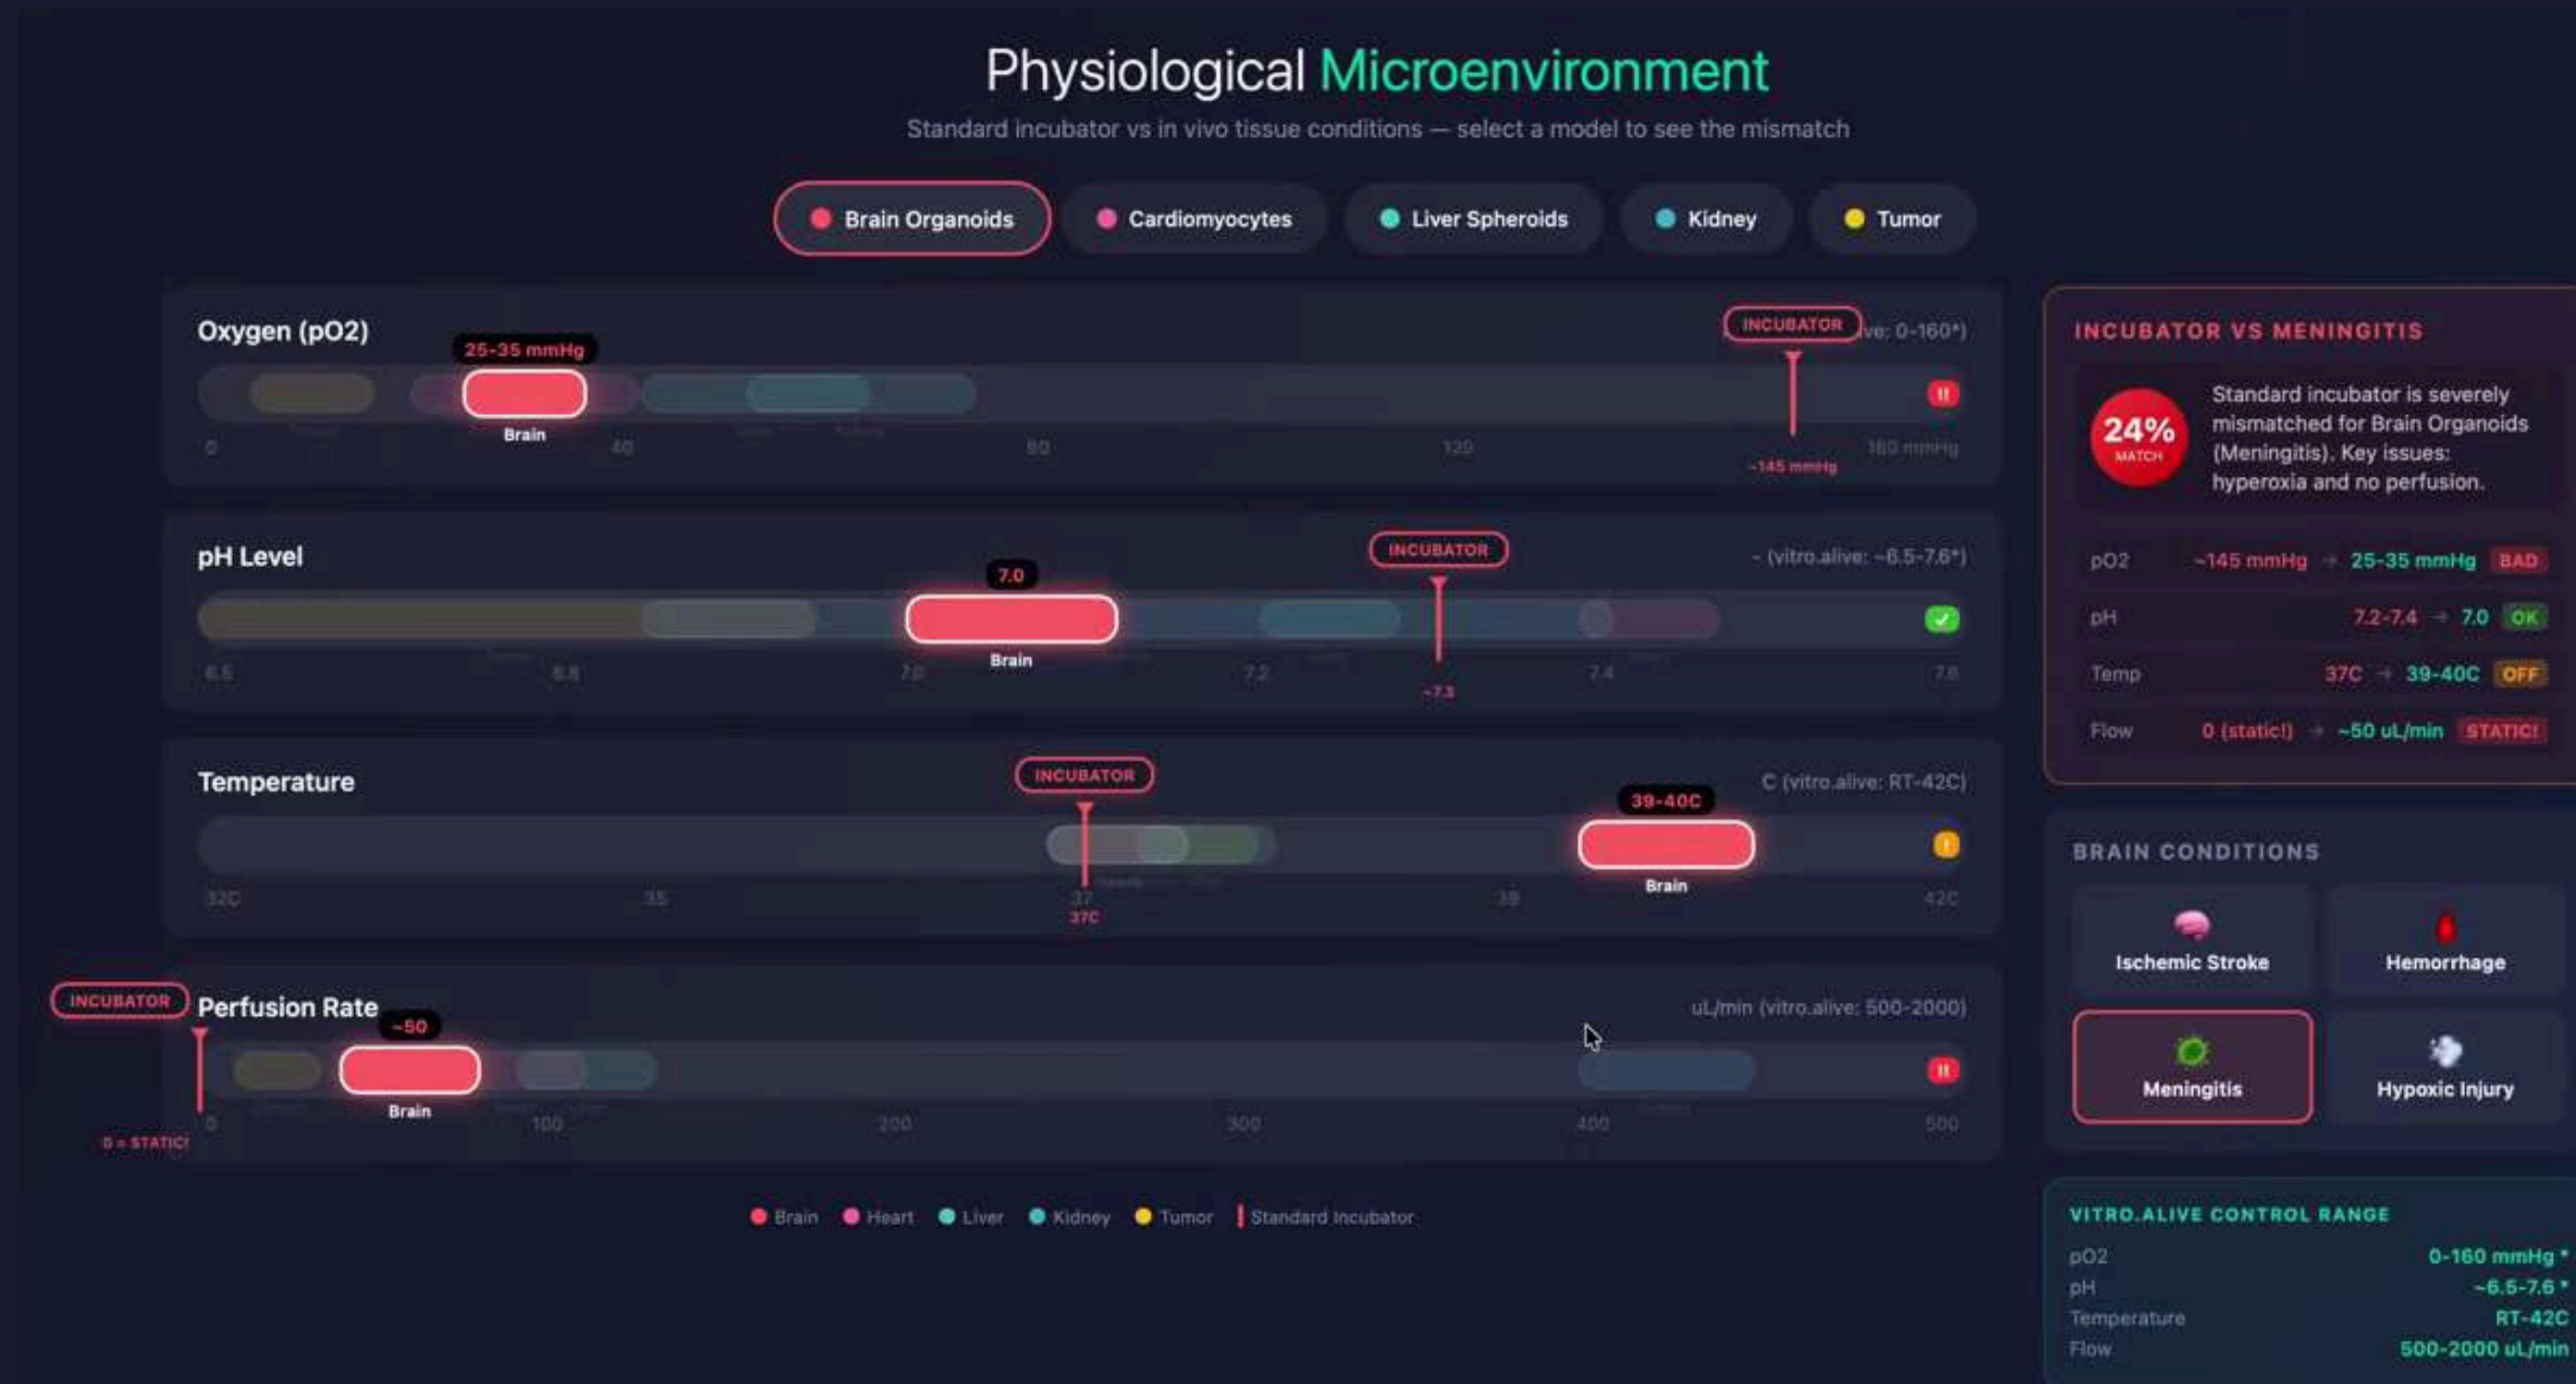 Physiological Microenvironment
Standard incubator vs in vivo tissue conditions — select a model to see the mismatch
Brain Organoids
Cardiomyocytes
Liver Spheroids
Kidney
Tumor
Oxygen (pO2)
25-35 mmHg
INCUBATOR
ve: 0-160*)
!!
Brain
0 40 80 120 160 mmHg
~145 mmHg
pH Level
7.0
INCUBATOR
- (vitro.alive: ~6.5-7.6*)
Brain
6.5 6.8 7.0 7.2 7.4 7.6
~7.3
Temperature
INCUBATOR
39-40C
C (vitro.alive: RT-42C)
!
Brain
32C 35 37 39 42C
37C
INCUBATOR
Perfusion Rate
~50
uL/min (vitro.alive: 500-2000)
!!
Brain
0 100 200 300 400 500
0 = STATIC!
Brain
Heart
Liver
Kidney
Tumor
Standard Incubator
INCUBATOR VS MENINGITIS
24%
MATCH
Standard incubator is severely
mismatched for Brain Organoids
(Meningitis). Key issues:
hyperoxia and no perfusion.
pO2 ~145 mmHg → 25-35 mmHg BAD
pH 7.2-7.4 → 7.0 OK
Temp 37C → 39-40C OFF
Flow 0 (static!) → ~50 uL/min STATIC!
BRAIN CONDITIONS
Ischemic Stroke
Hemorrhage
Meningitis
Hypoxic Injury
VITRO.ALIVE CONTROL RANGE
pO2 0-160 mmHg *
pH ~6.5-7.6 *
Temperature RT-42C
Flow 500-2000 uL/min